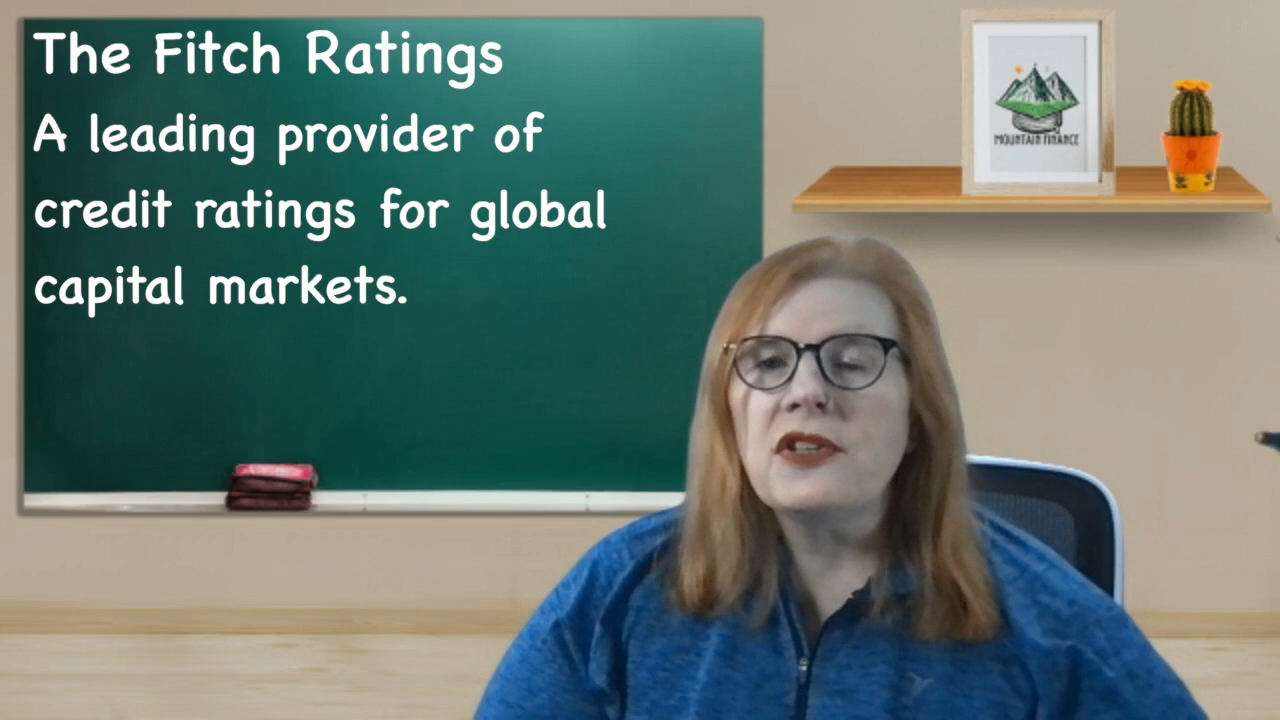 The Fitch Ratings
A leading provider of
credit ratings for global
capital markets.
MOUNTAIN FINANCE